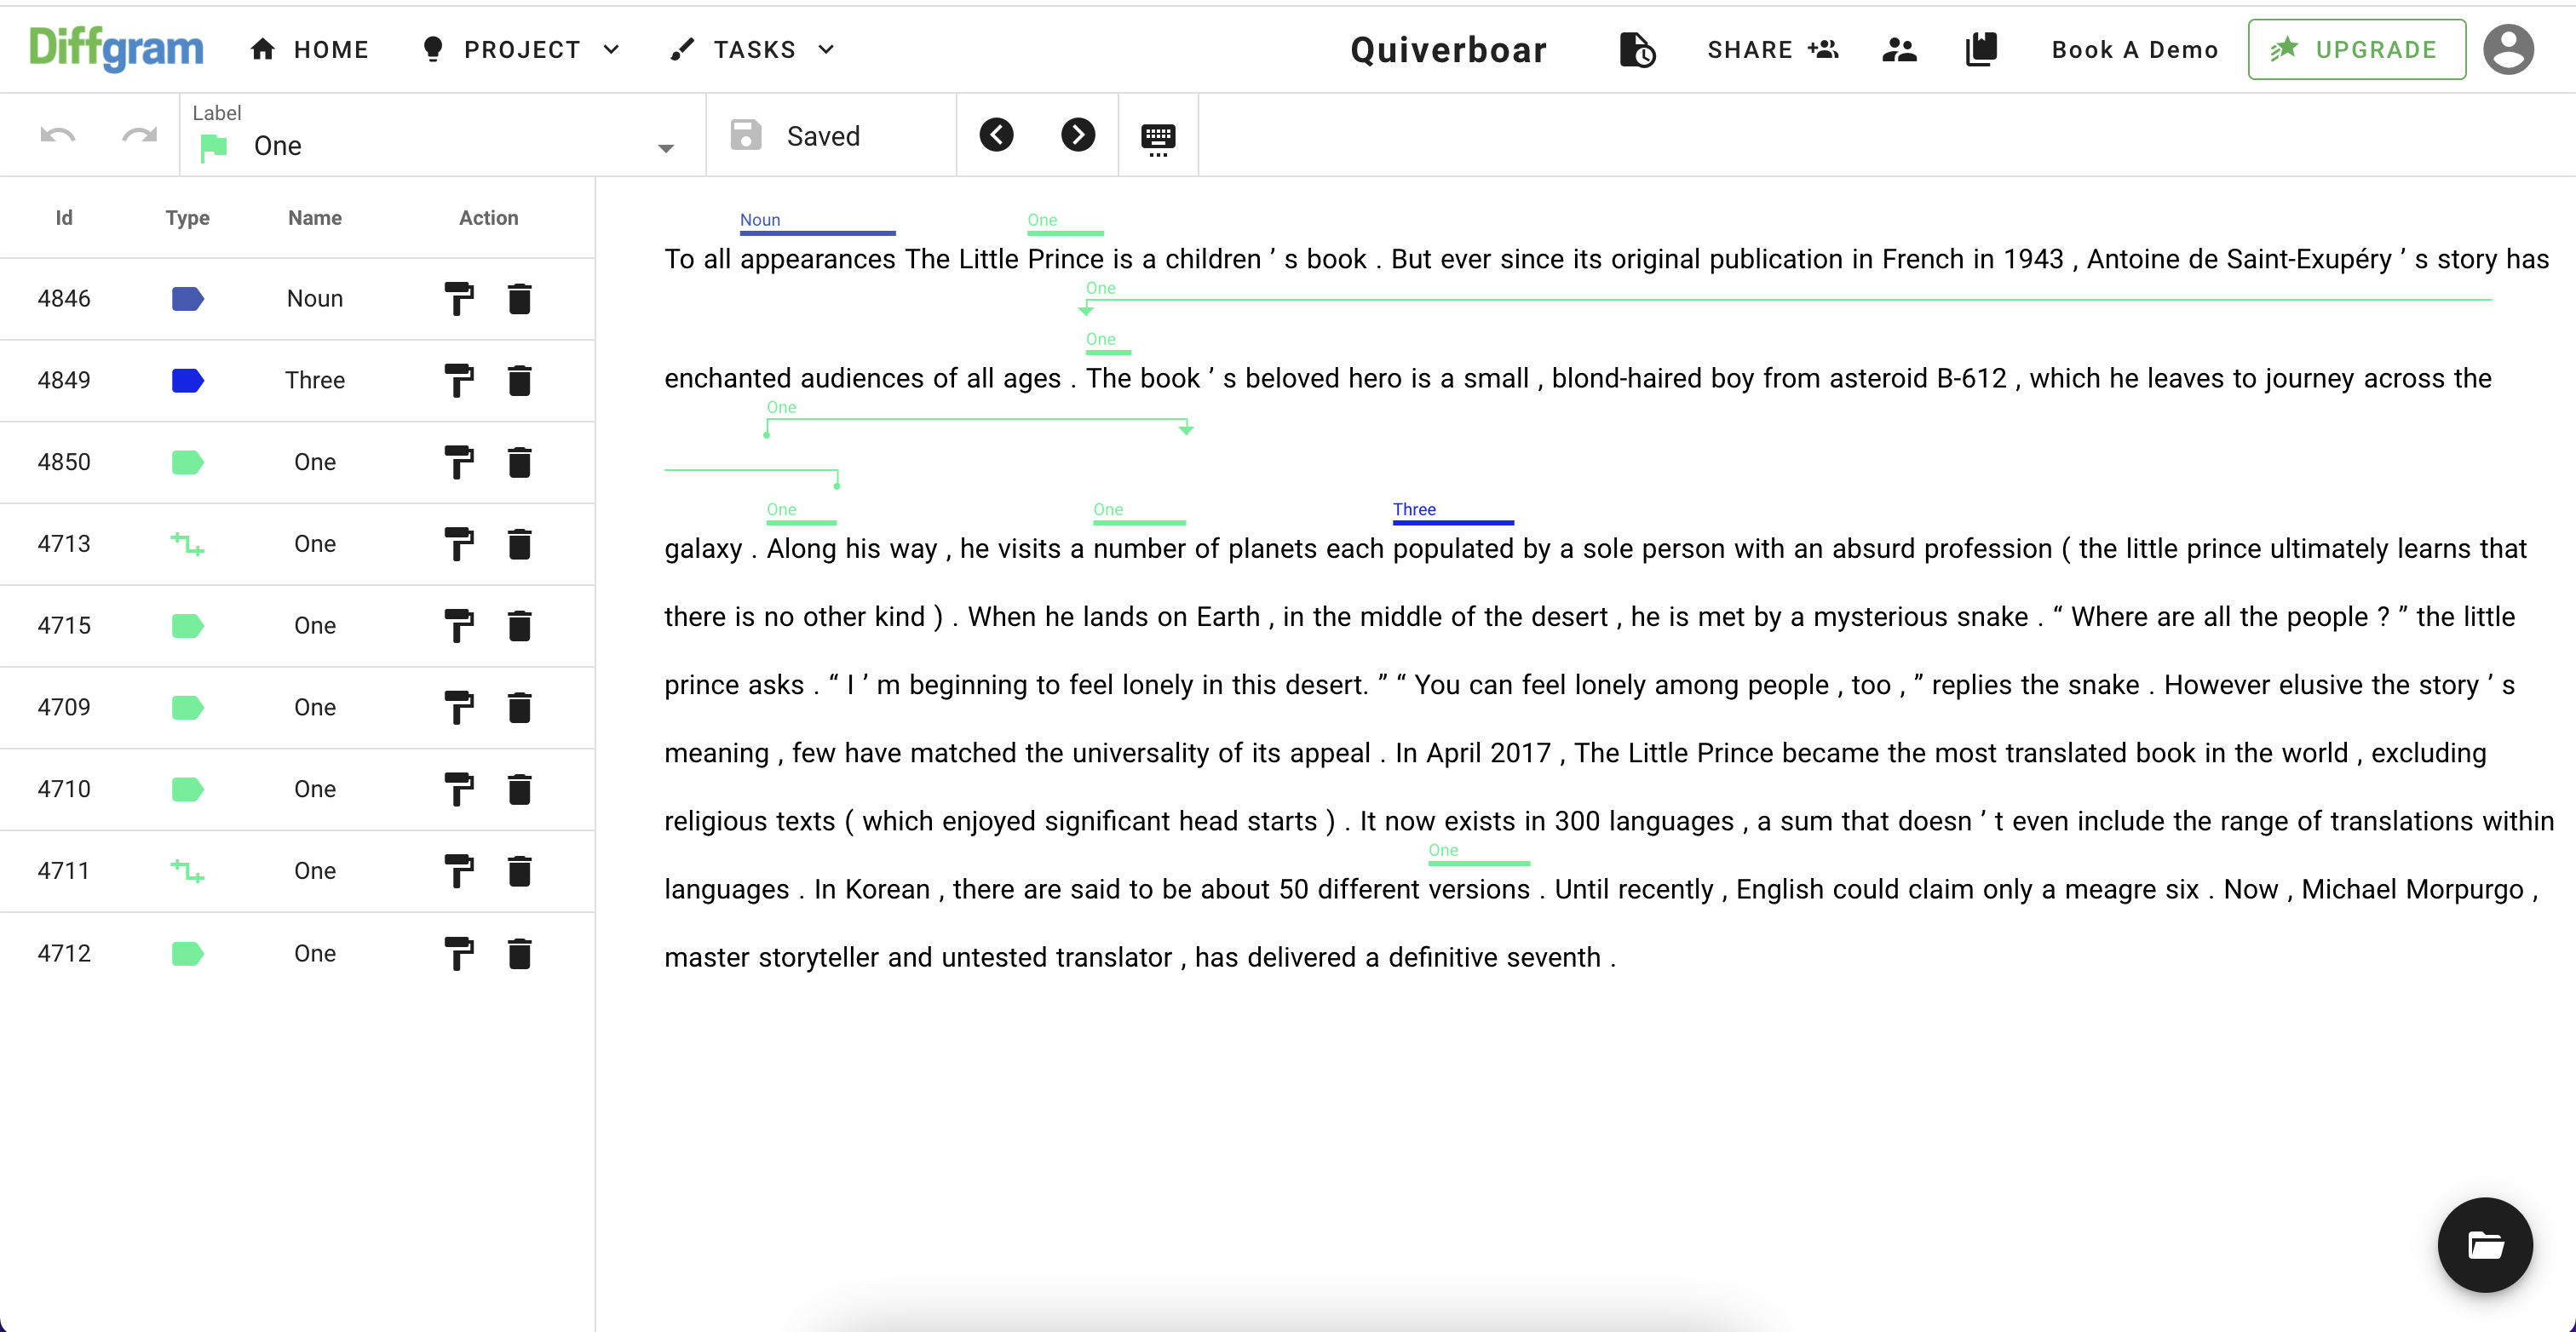 Diffgram HOME PROJECT TASKS Quiverboar SHARE Book A Demo UPGRADE
Label
One
Saved
Id Type Name Action
4846 Noun
4849 Three
4850 One
4713 One
4715 One
4709 One
4710 One
4711 One
4712 One
Noun One
To all appearances The Little Prince is a children ’ s book . But ever since its original publication in French in 1943 , Antoine de Saint-Exupéry ’ s story has
One
One
enchanted audiences of all ages . The book ’ s beloved hero is a small , blond-haired boy from asteroid B-612 , which he leaves to journey across the
One
One One Three
galaxy . Along his way , he visits a number of planets each populated by a sole person with an absurd profession ( the little prince ultimately learns that
there is no other kind ) . When he lands on Earth , in the middle of the desert , he is met by a mysterious snake . “ Where are all the people ? ” the little
prince asks . “ I ’ m beginning to feel lonely in this desert. ” “ You can feel lonely among people , too , ” replies the snake . However elusive the story ’ s
meaning , few have matched the universality of its appeal . In April 2017 , The Little Prince became the most translated book in the world , excluding
religious texts ( which enjoyed significant head starts ) . It now exists in 300 languages , a sum that doesn ’ t even include the range of translations within
One
languages . In Korean , there are said to be about 50 different versions . Until recently , English could claim only a meagre six . Now , Michael Morpurgo ,
master storyteller and untested translator , has delivered a definitive seventh .